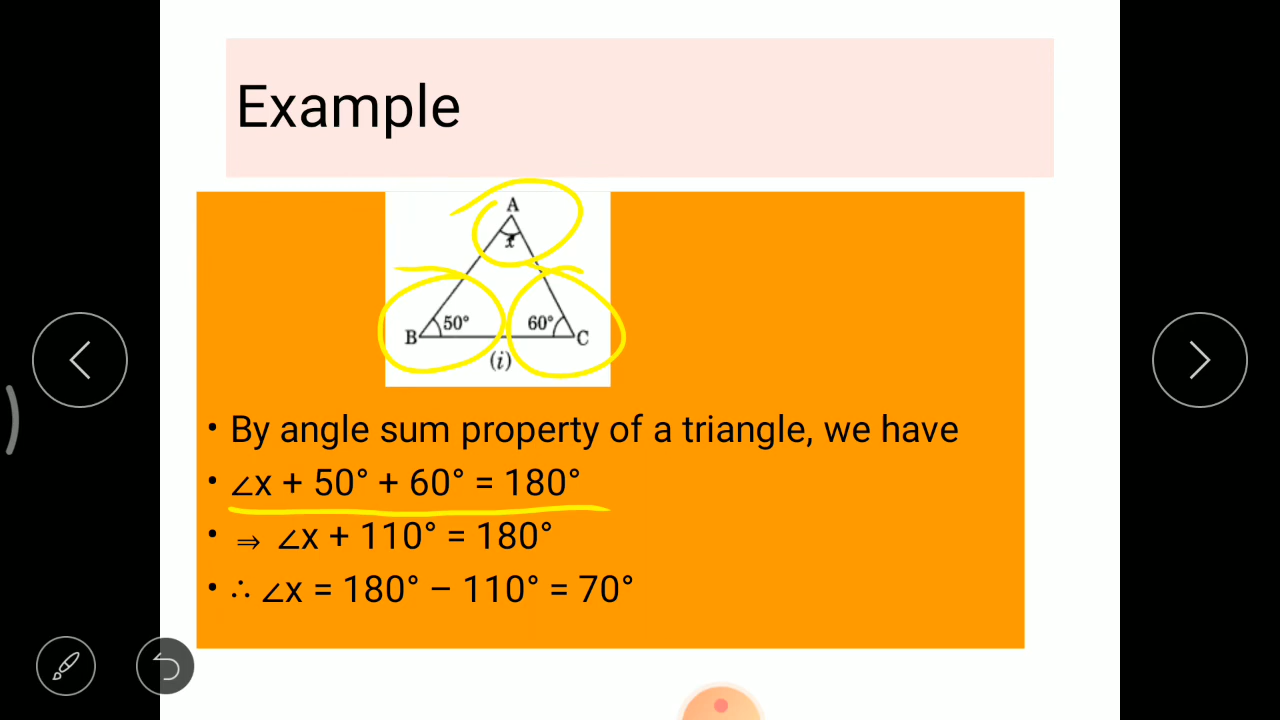 Example
A
x
B 50° 60° C
(i)
• By angle sum property of a triangle, we have
• ∠x + 50° + 60° = 180°
• ⇒ ∠x + 110° = 180°
• ∴ ∠x = 180° – 110° = 70°